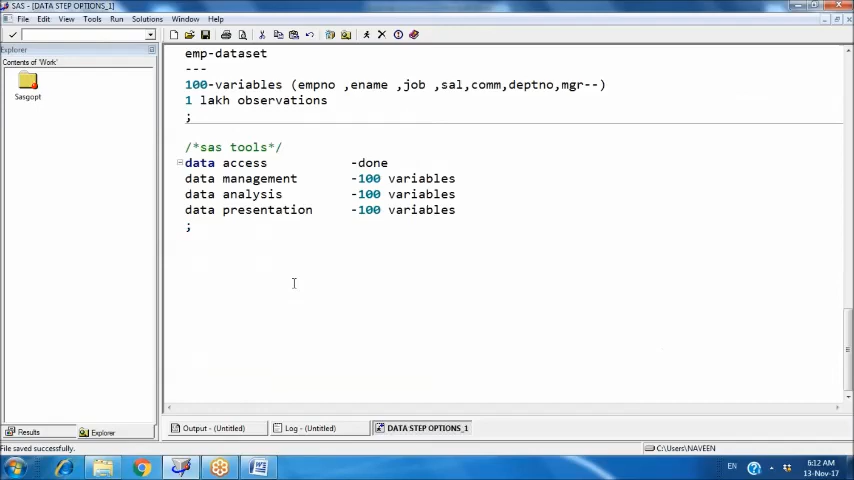 SAS - [DATA STEP OPTIONS_1]
File Edit View Tools Run Solutions Window Help
Explorer
Contents of 'Work'
Sasgopt
emp-dataset
---
100-variables (empno ,ename ,job ,sal,comm,deptno,mgr--)
1 lakh observations
;
/*sas tools*/
data access -done
data management -100 variables
data analysis -100 variables
data presentation -100 variables
;
Results Explorer
Output - (Untitled) Log - (Untitled) DATA STEP OPTIONS_1
File saved successfully. C:\Users\NAVEEN
EN 6:12 AM
13-Nov-17